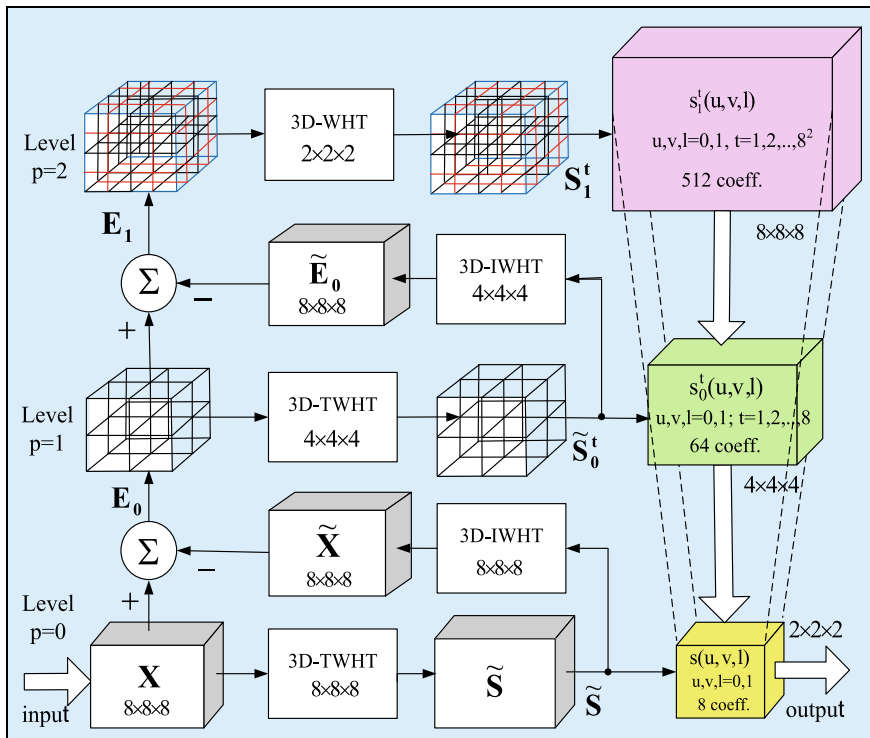 Level
p=2
3D-WHT
2×2×2
S₁ᵗ
s₁ᵗ(u,v,l)
u,v,l=0,1, t=1,2,..,8²
512 coeff.
8×8×8
E₁
Σ
−
+
Ẽ₀
8×8×8
3D-IWHT
4×4×4
Level
p=1
3D-TWHT
4×4×4
S̃₀ᵗ
s₀ᵗ(u,v,l)
u,v,l=0,1; t=1,2,..,8
64 coeff.
4×4×4
E₀
Σ
−
+
X̃
8×8×8
3D-IWHT
8×8×8
Level
p=0
input
X
8×8×8
3D-TWHT
8×8×8
S̃
S̃
s(u,v,l)
u,v,l=0,1
8 coeff.
2×2×2
output